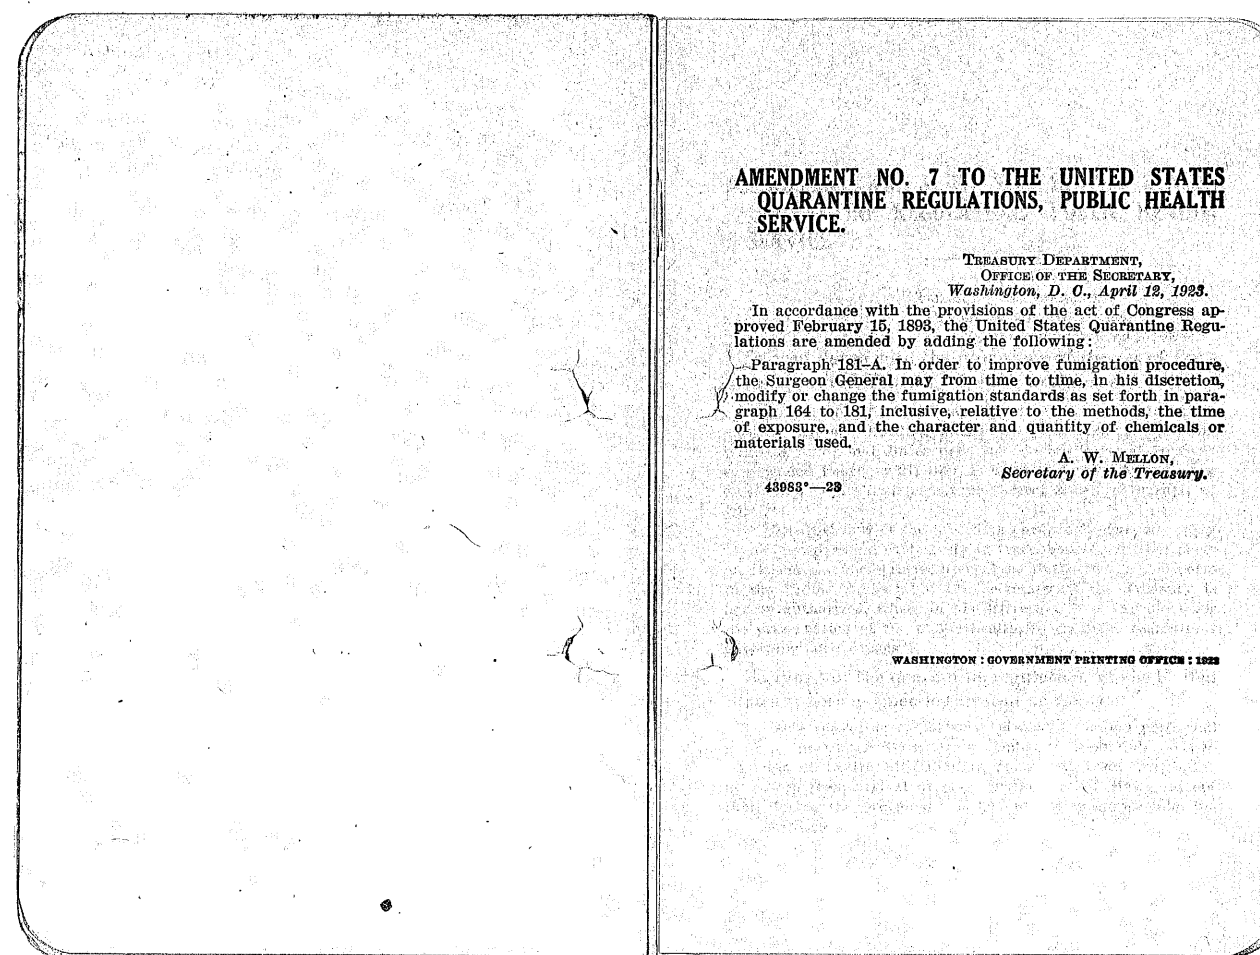 AMENDMENT NO. 7 TO THE UNITED STATES
QUARANTINE REGULATIONS, PUBLIC HEALTH
SERVICE.
TREASURY DEPARTMENT,
OFFICE OF THE SECRETARY,
Washington, D. C., April 12, 1923.
In accordance with the provisions of the act of Congress ap-
proved February 15, 1893, the United States Quarantine Regu-
lations are amended by adding the following:
Paragraph 181-A. In order to improve fumigation procedure,
the Surgeon General may from time to time, in his discretion,
modify or change the fumigation standards as set forth in para-
graph 164 to 181, inclusive, relative to the methods, the time
of exposure, and the character and quantity of chemicals or
materials used.
A. W. MELLON,
Secretary of the Treasury.
43983°—23
WASHINGTON : GOVERNMENT PRINTING OFFICE : 1923